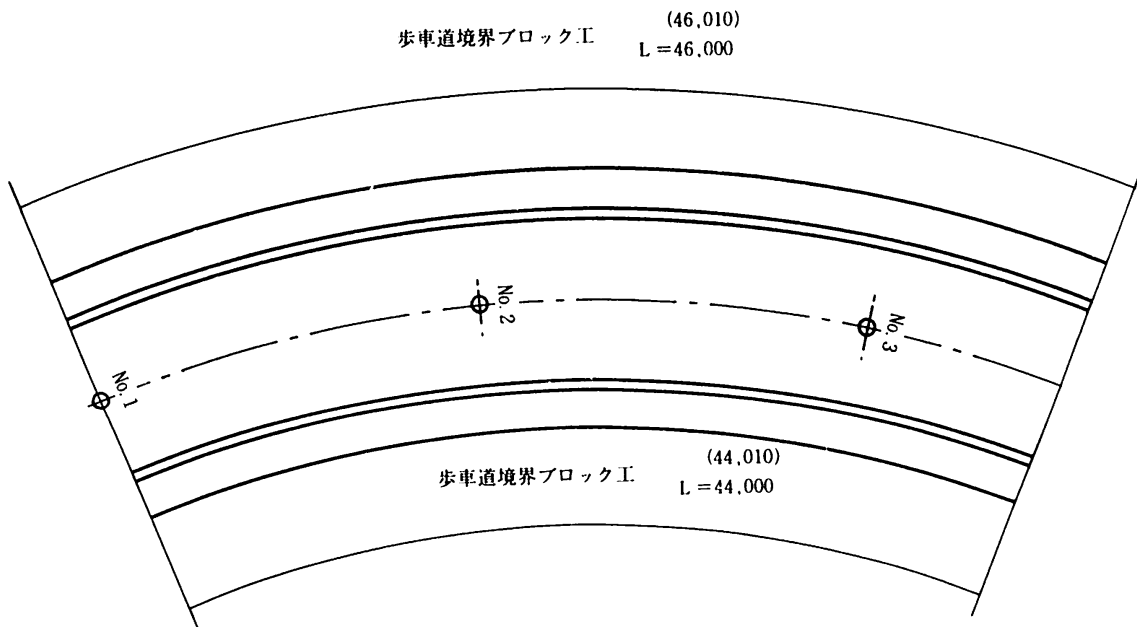 (46,010)
歩車道境界ブロック工 L=46,000
No. 2
No. 3
No. 1
(44,010)
歩車道境界ブロック工 L=44,000